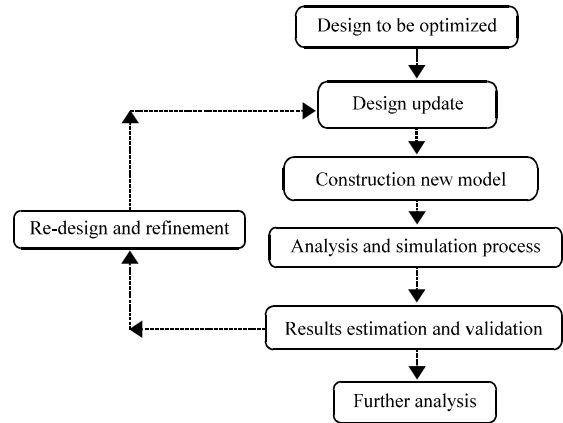 Design to be optimized
Design update
Construction new model
Re-design and refinement
Analysis and simulation process
Results estimation and validation
Further analysis